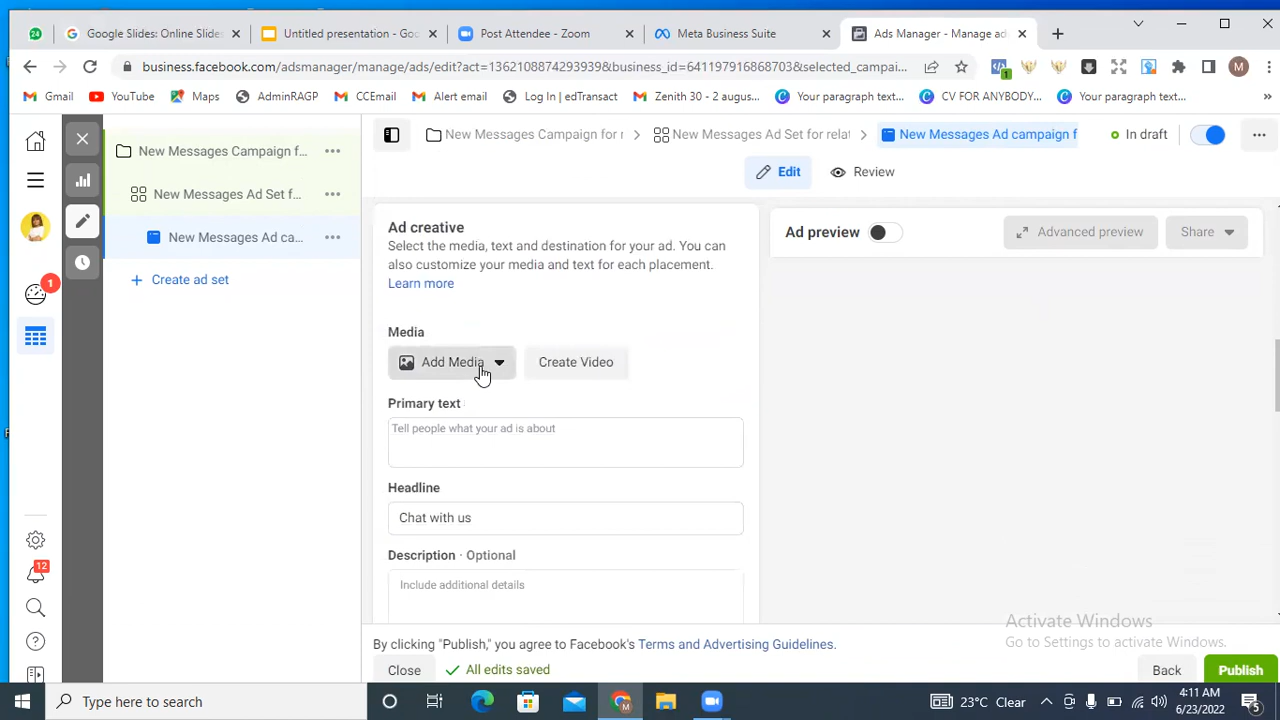 24
Google Slides: Online Slide
Untitled presentation - Goo
Post Attendee - Zoom
Meta Business Suite
Ads Manager - Manage ad
business.facebook.com/adsmanager/manage/ads/edit?act=1362108874293939&business_id=641197916868703&selected_campai...
1
M
Gmail
YouTube
Maps
AdminRAGP
CCEmail
Alert email
Log In | edTransact
Zenith 30 - 2 augus...
Your paragraph text...
CV FOR ANYBODY...
Your paragraph text...
New Messages Campaign for r
New Messages Ad Set for relat
New Messages Ad campaign f
In draft
Edit
Review
New Messages Campaign f...
New Messages Ad Set f...
New Messages Ad ca...
Create ad set
1
12
Ad creative
Select the media, text and destination for your ad. You can
also customize your media and text for each placement.
Learn more
Media
Add Media
Create Video
Primary text
Tell people what your ad is about
Headline
Chat with us
Description · Optional
Include additional details
Ad preview
Advanced preview
Share
Activate Windows
Go to Settings to activate Windows.
By clicking "Publish," you agree to Facebook's Terms and Advertising Guidelines.
Close
All edits saved
Back
Publish
Type here to search
M
23°C Clear
4:11 AM
6/23/2022
5